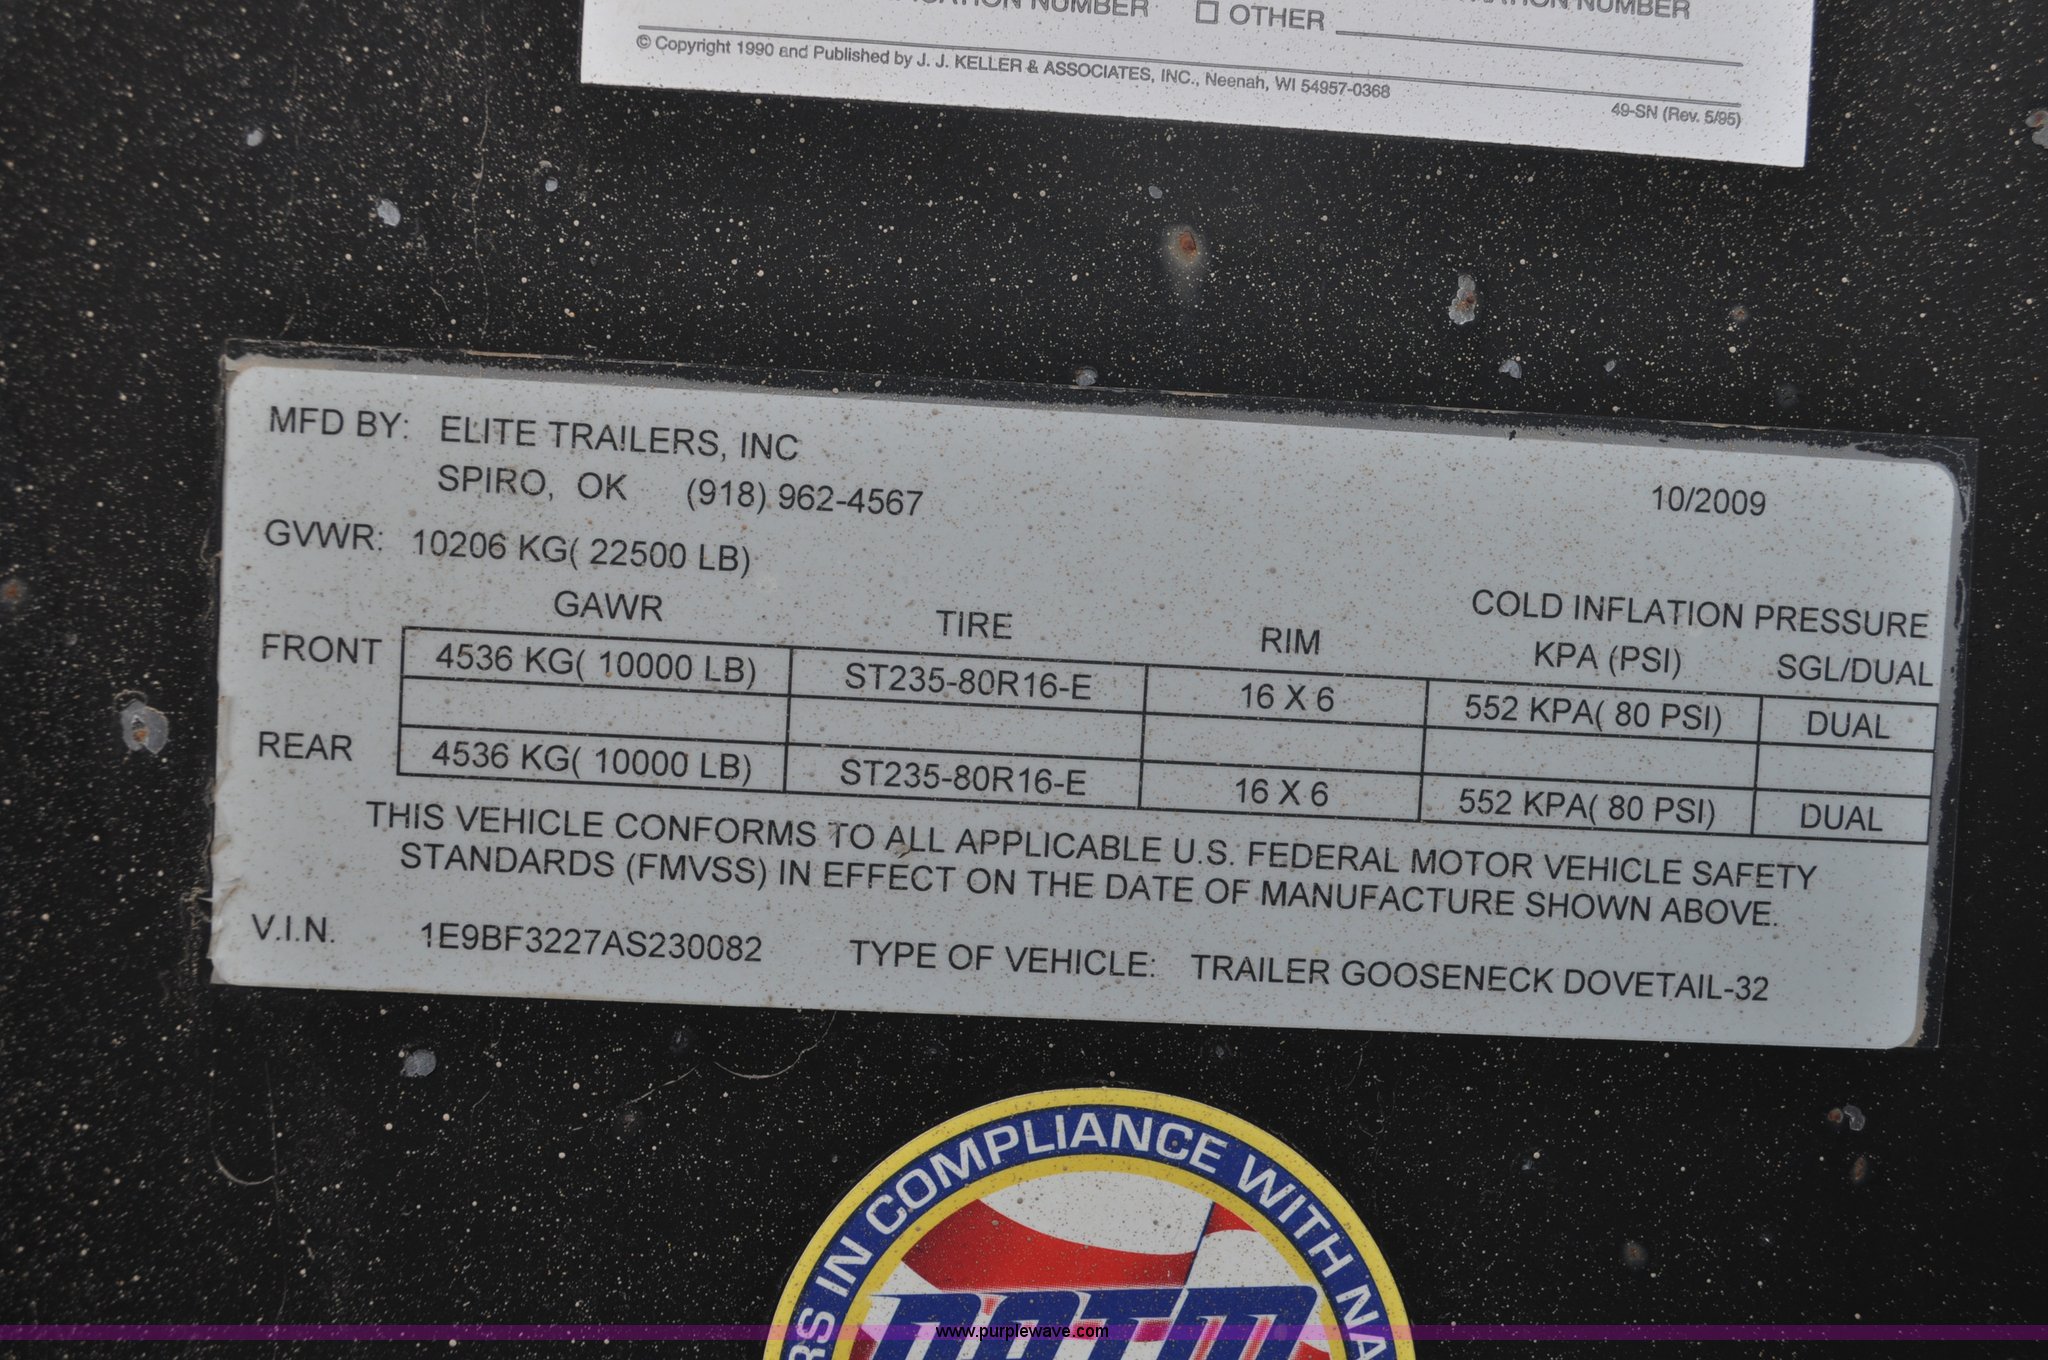 NUMBER
NUMBER
☐ OTHER
© Copyright 1990 and Published by J. J. KELLER & ASSOCIATES, INC., Neenah, WI 54957-0368
49-SN (Rev. 5/95)
MFD BY: ELITE TRAILERS, INC
SPIRO, OK (918) 962-4567
10/2009
GVWR: 10206 KG( 22500 LB)
GAWR TIRE RIM COLD INFLATION PRESSURE
KPA (PSI) SGL/DUAL
FRONT 4536 KG( 10000 LB) ST235-80R16-E 16 X 6 552 KPA( 80 PSI) DUAL
REAR 4536 KG( 10000 LB) ST235-80R16-E 16 X 6 552 KPA( 80 PSI) DUAL
THIS VEHICLE CONFORMS TO ALL APPLICABLE U.S. FEDERAL MOTOR VEHICLE SAFETY
STANDARDS (FMVSS) IN EFFECT ON THE DATE OF MANUFACTURE SHOWN ABOVE.
V.I.N. 1E9BF3227AS230082 TYPE OF VEHICLE: TRAILER GOOSENECK DOVETAIL-32
IN COMPLIANCE WITH
www.purplewave.com